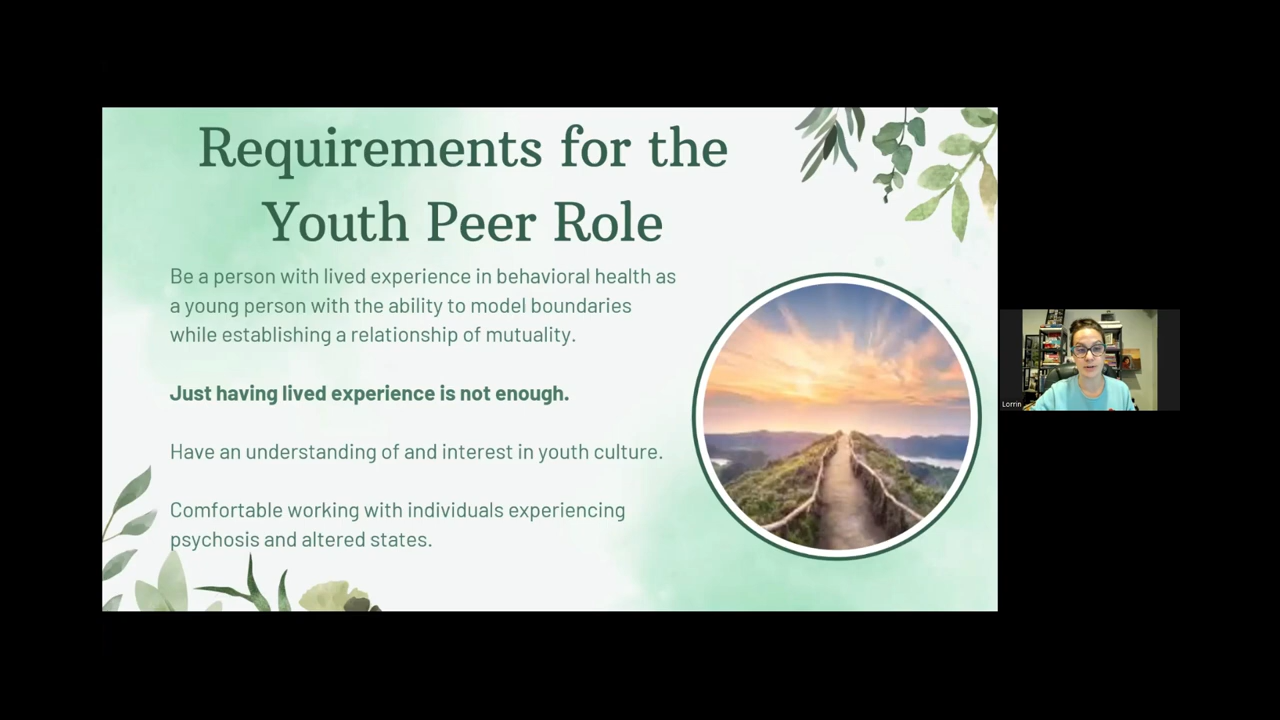 Requirements for the
Youth Peer Role
Be a person with lived experience in behavioral health as
a young person with the ability to model boundaries
while establishing a relationship of mutuality.
Just having lived experience is not enough.
Have an understanding of and interest in youth culture.
Comfortable working with individuals experiencing
psychosis and altered states.
Lorrin